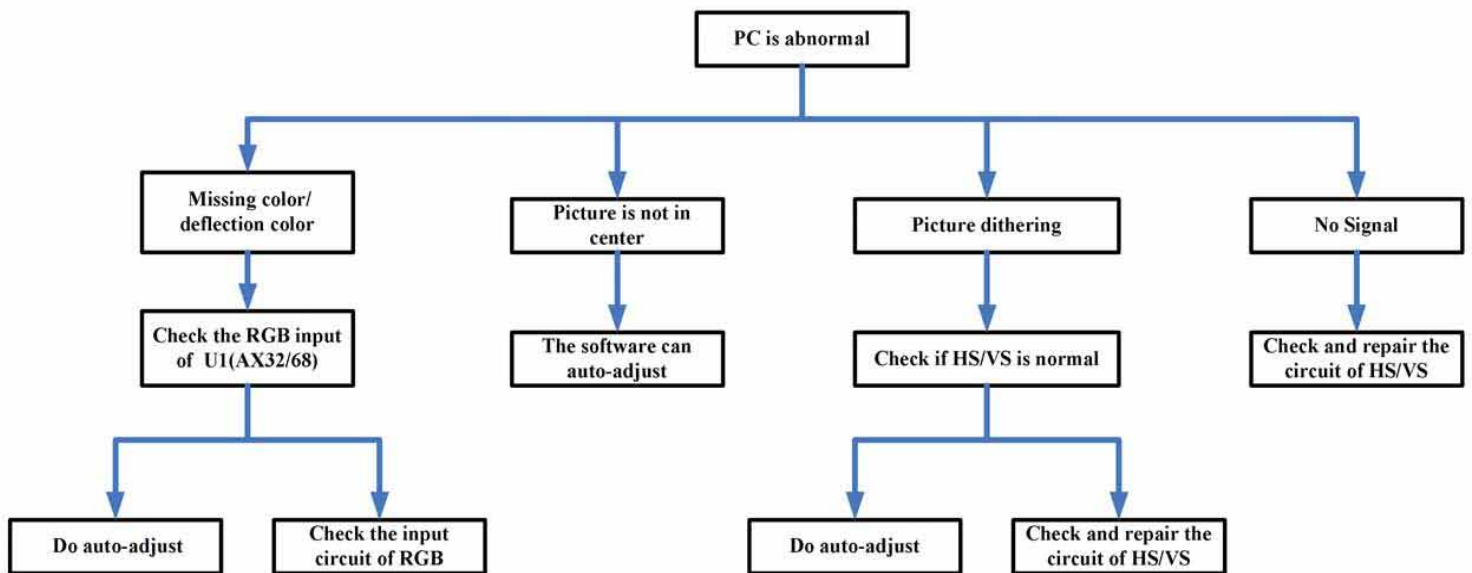 PC is abnormal
Missing color/
deflection color
Picture is not in
center
Picture dithering
No Signal
Check the RGB input
of U1(AX32/68)
The software can
auto-adjust
Check if HS/VS is normal
Check and repair the
circuit of HS/VS
Do auto-adjust
Check the input
circuit of RGB
Do auto-adjust
Check and repair the
circuit of HS/VS